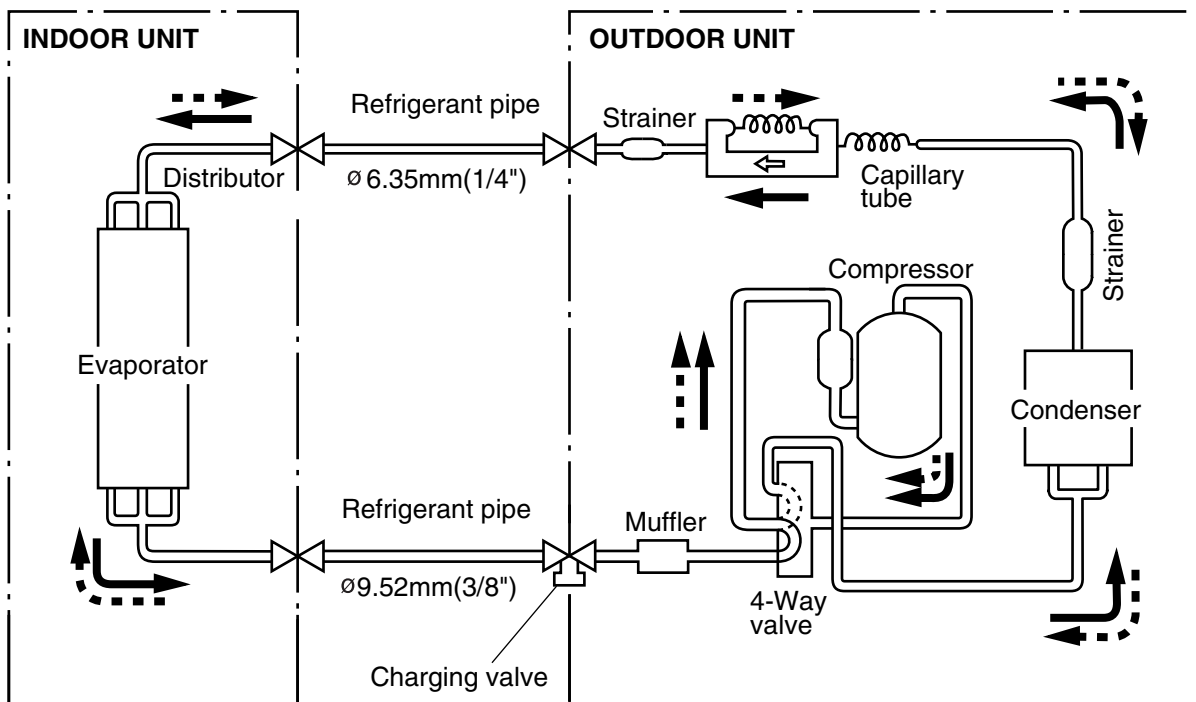 INDOOR UNIT
OUTDOOR UNIT
Refrigerant pipe
Strainer
Distributor
Ø 6.35mm(1/4")
Capillary
tube
Strainer
Compressor
Evaporator
Condenser
Refrigerant pipe
Muffler
Ø9.52mm(3/8")
4-Way
valve
Charging valve